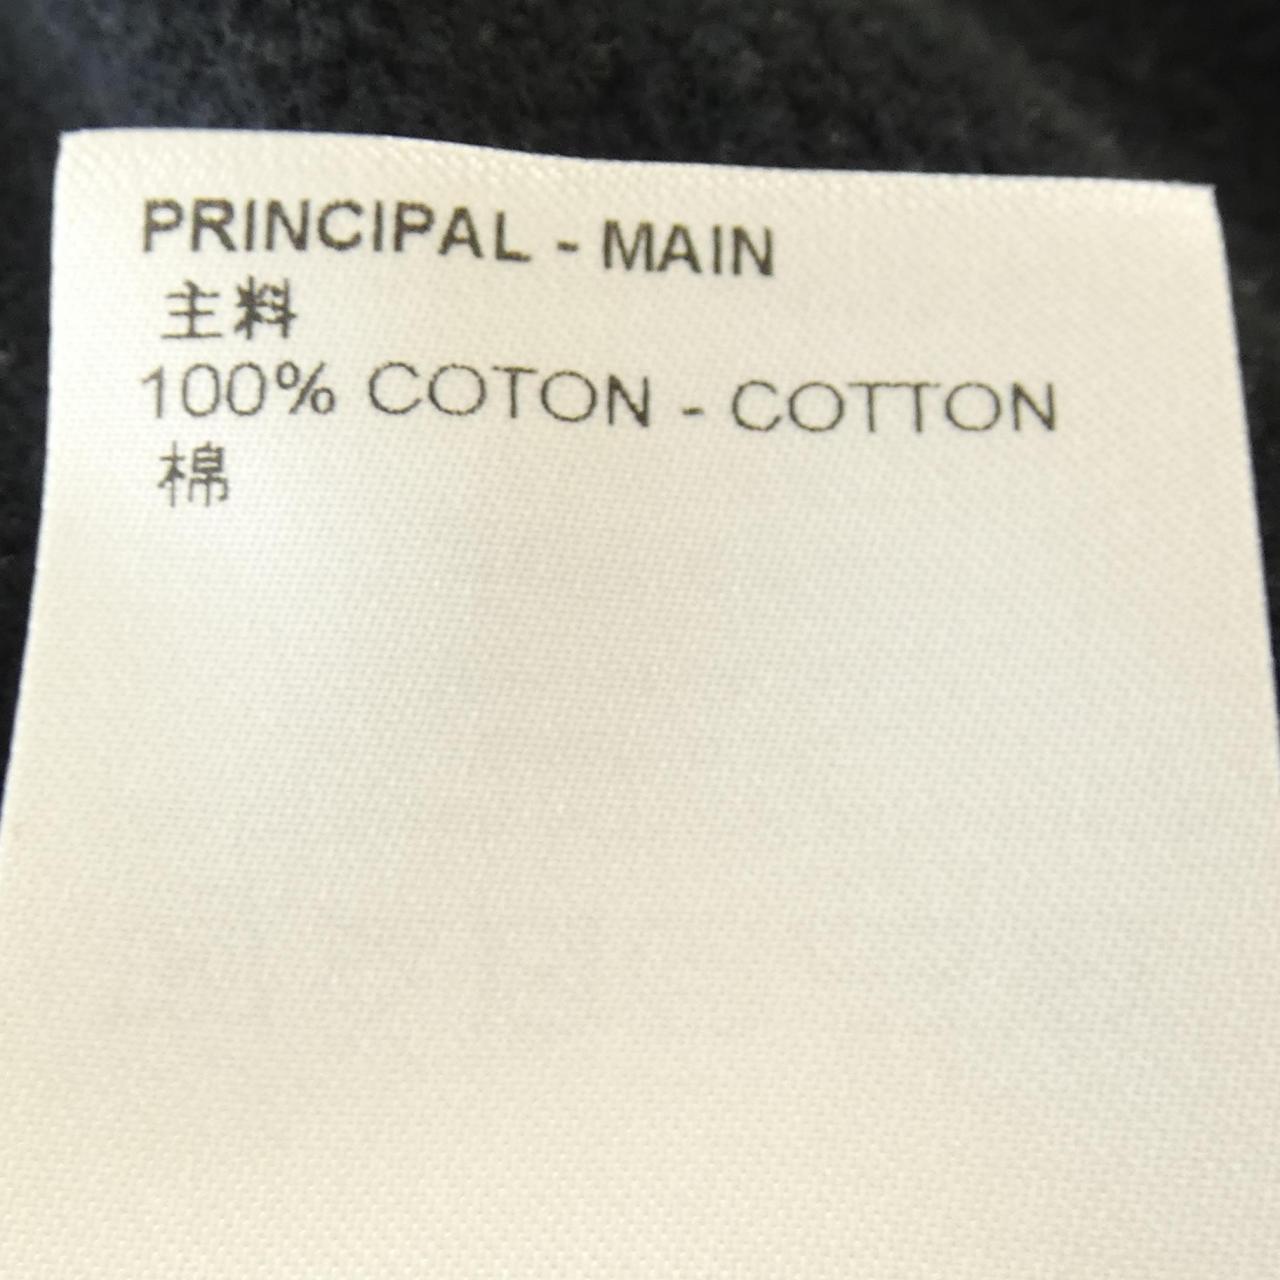 PRINCIPAL - MAIN
主料
100% COTON - COTTON
棉